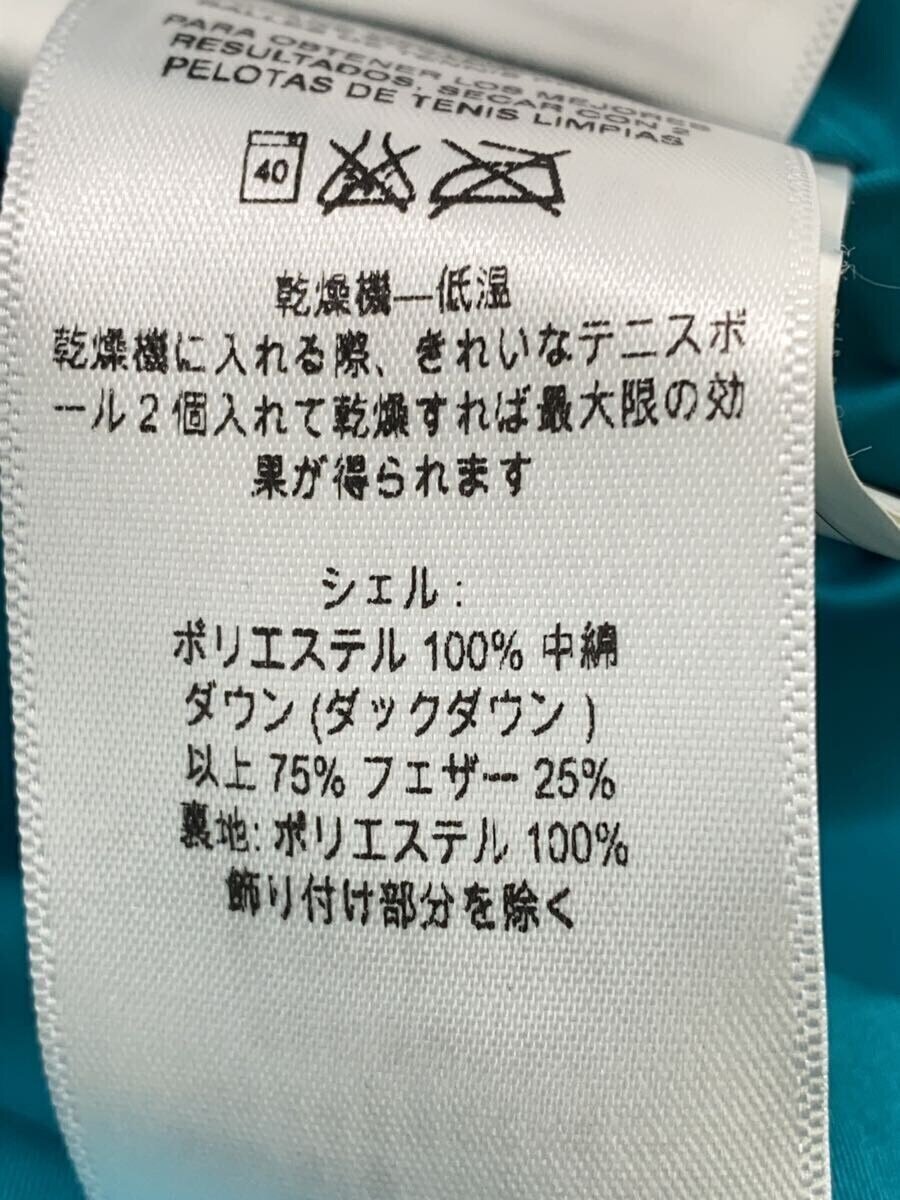 PARA OBTENER LOS MEJORES
RESULTADOS, SECAR CON 2
PELOTAS DE TENIS LIMPIAS
40
乾燥機—低温
乾燥機に入れる際、きれいなテニスボ
ール2個入れて乾燥すれば最大限の効
果が得られます
シェル:
ポリエステル 100% 中綿
ダウン (ダックダウン)
以上 75% フェザー 25%
裏地: ポリエステル 100%
飾り付け部分を除く